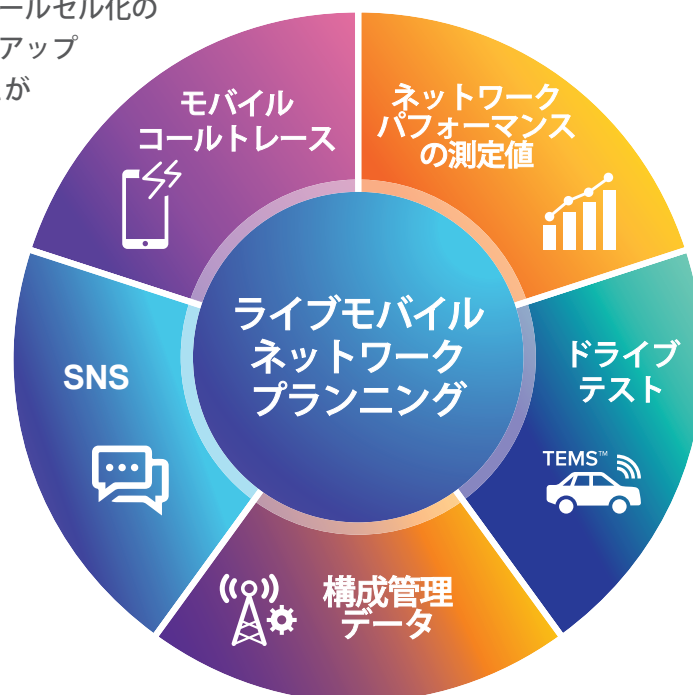 ールセル化の
アップ
が
モバイル
コールトレース
ネットワーク
パフォーマンス
の測定値
ライブモバイル
ネットワーク
プランニング
SNS
ドライブ
テスト
TEMS™
構成管理
データ